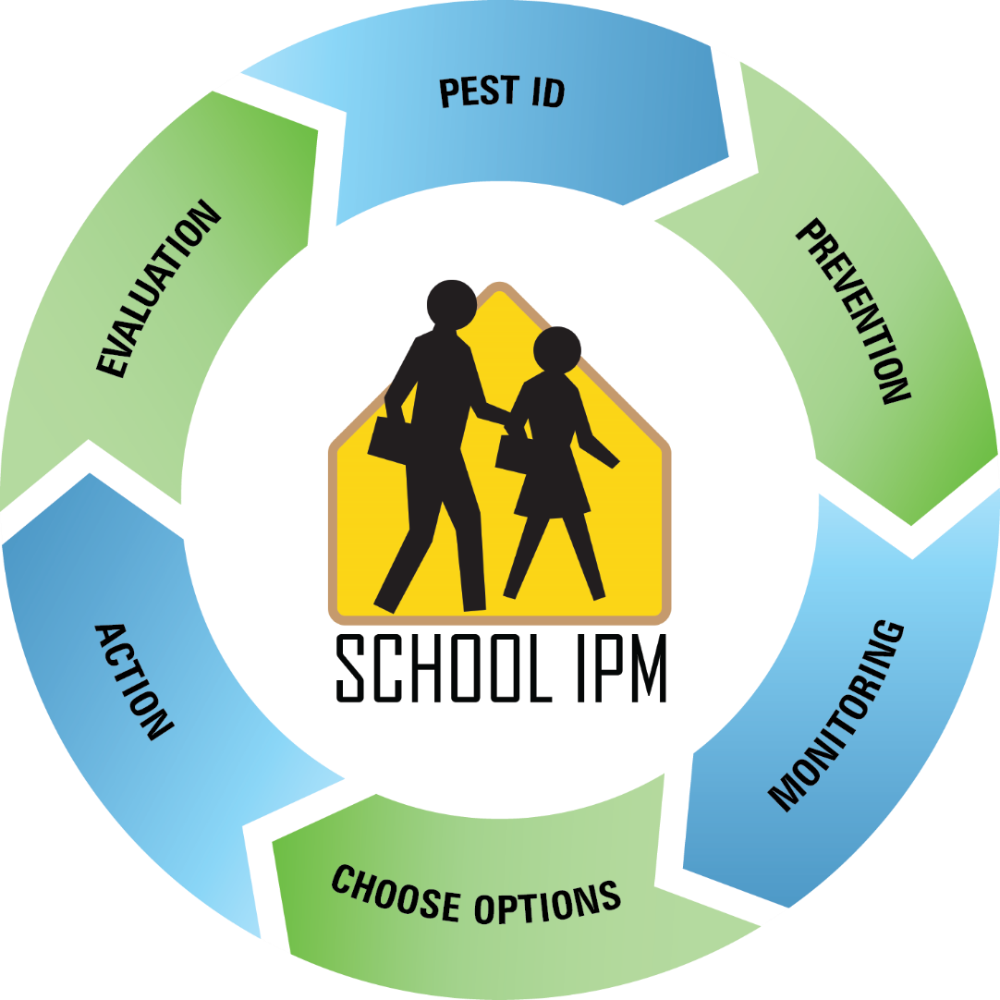 PEST ID
PREVENTION
MONITORING
CHOOSE OPTIONS
ACTION
EVALUATION
SCHOOL IPM